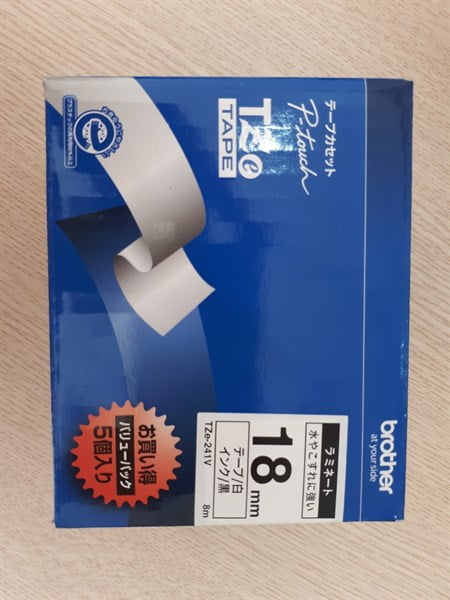 テープカセット
P-touch
TZe
TAPE
brother
at your side
ラミネート
水やこすれに強い
18mm
テープ/白
インク/黒
TZe-241V
8m
お買い得
バリューパック
5個入り